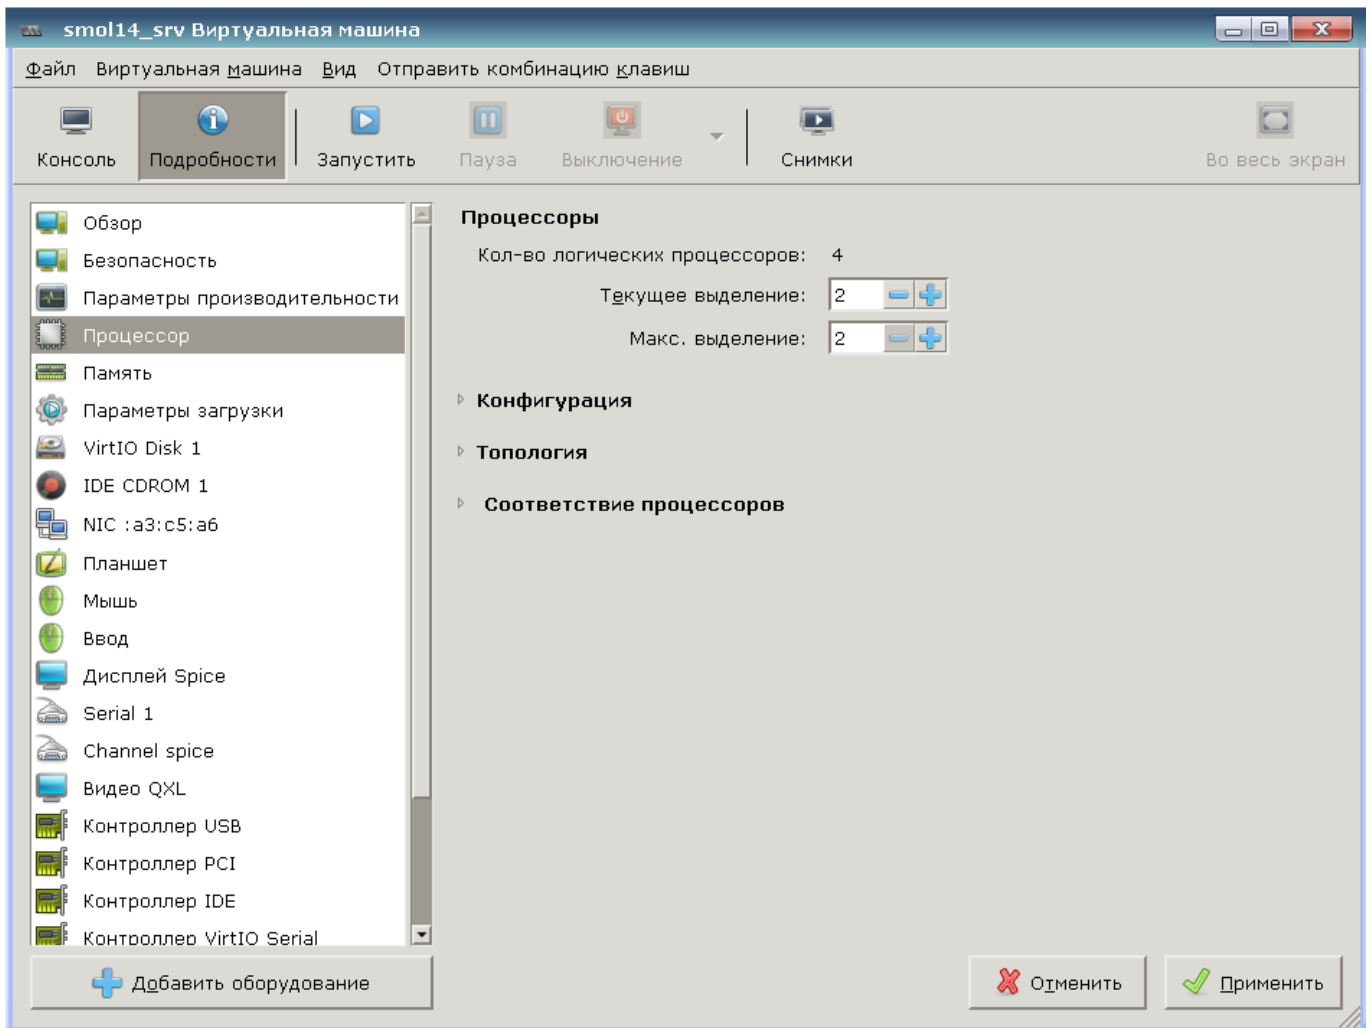 smol14_srv Виртуальная машина
Файл Виртуальная машина Вид Отправить комбинацию клавиш
Консоль Подробности Запустить Пауза Выключение Снимки Во весь экран
Обзор
Безопасность
Параметры производительности
Процессор
Память
Параметры загрузки
VirtIO Disk 1
IDE CDROM 1
NIC :a3:c5:a6
Планшет
Мышь
Ввод
Дисплей Spice
Serial 1
Channel spice
Видео QXL
Контроллер USB
Контроллер PCI
Контроллер IDE
Контроллер VirtIO Serial
Добавить оборудование
Процессоры
Кол-во логических процессоров: 4
Текущее выделение: 2
Макс. выделение: 2
Конфигурация
Топология
Соответствие процессоров
Отменить Применить